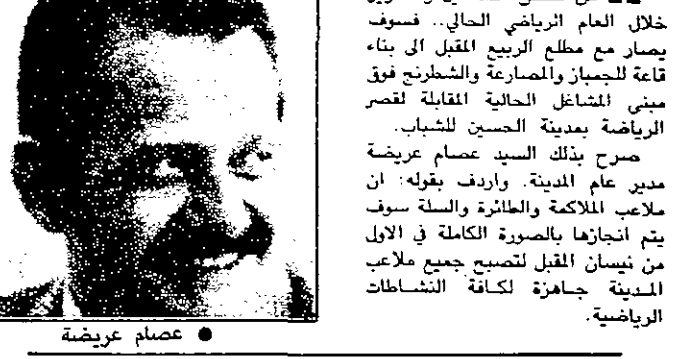 خلال العام الرياضي الحالي.. فسوف
يصار مع مطلع الربيع المقبل الى بناء
قاعة للجمباز والمصارعة والشطرنج فوق
مبنى المشاغل الحالية المقابلة لقصر
الرياضة بمدينة الحسين للشباب.
صرح بذلك السيد عصام عريضة
مدير عام المدينة. واردف بقوله: ان
ملاعب الملاكمة والطائرة والسلة سوف
يتم انجازها بالصورة الكاملة في الاول
من نيسان المقبل لتصبح جميع ملاعب
المدينة جاهزة لكافة النشاطات
الرياضية.
● عصام عريضة